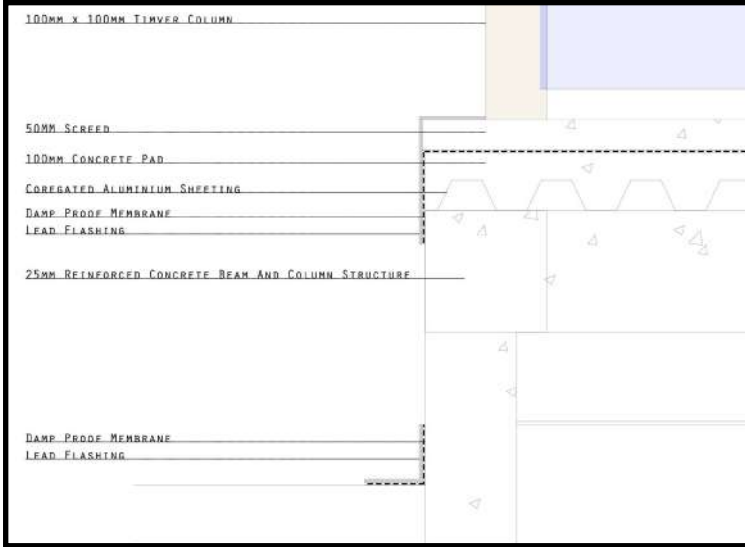 100mm x 100mm Timver Column
50mm Screed
100mm Concrete Pad
Coregated Aluminium Sheeting
Damp Proof Membrane
Lead Flashing
25mm Reinforced Concrete Beam And Column Structure
Damp Proof Membrane
Lead Flashing